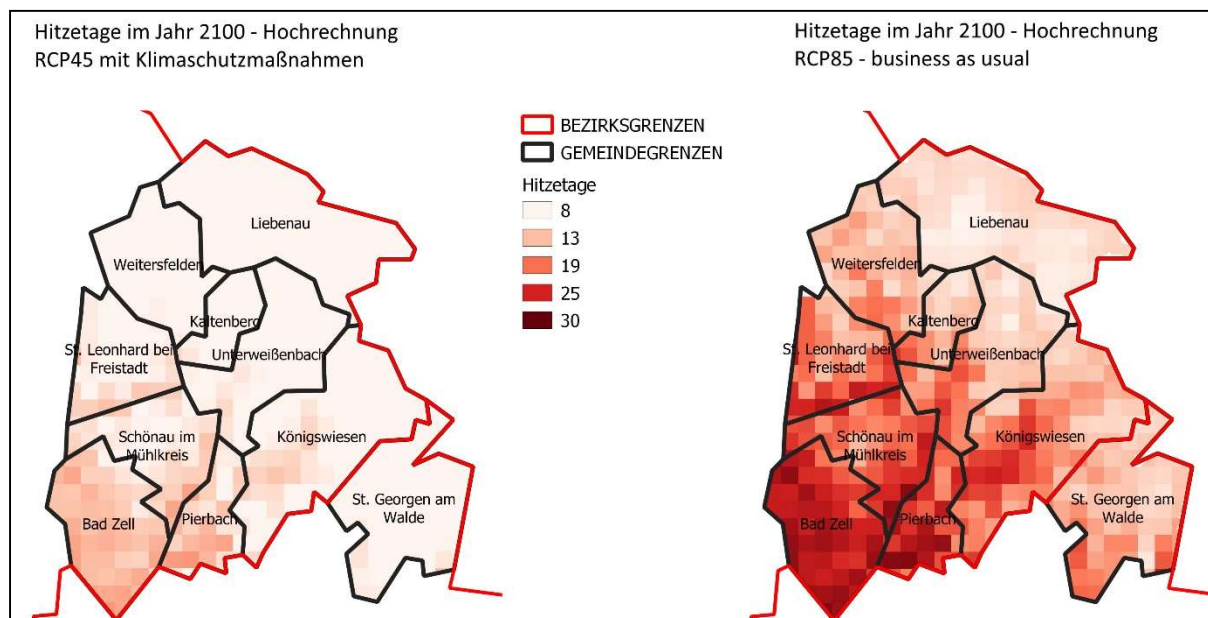 Hitzetage im Jahr 2100 - Hochrechnung
RCP45 mit Klimaschutzmaßnahmen
Hitzetage im Jahr 2100 - Hochrechnung
RCP85 - business as usual
BEZIRKSGRENZEN
GEMEINDEGRENZEN
Hitzetage
8
13
19
25
30
Liebenau
Weitersfelden
Kaltenberg
St. Leonhard bei
Freistadt
Unterweißenbach
Schönau im
Mühlkreis
Königswiesen
Bad Zell
Pierbach
St. Georgen am
Walde
Liebenau
Weitersfelden
Kaltenberg
St. Leonhard bei
Freistadt
Unterweißenbach
Schönau im
Mühlkreis
Königswiesen
Bad Zell
Pierbach
St. Georgen am
Walde